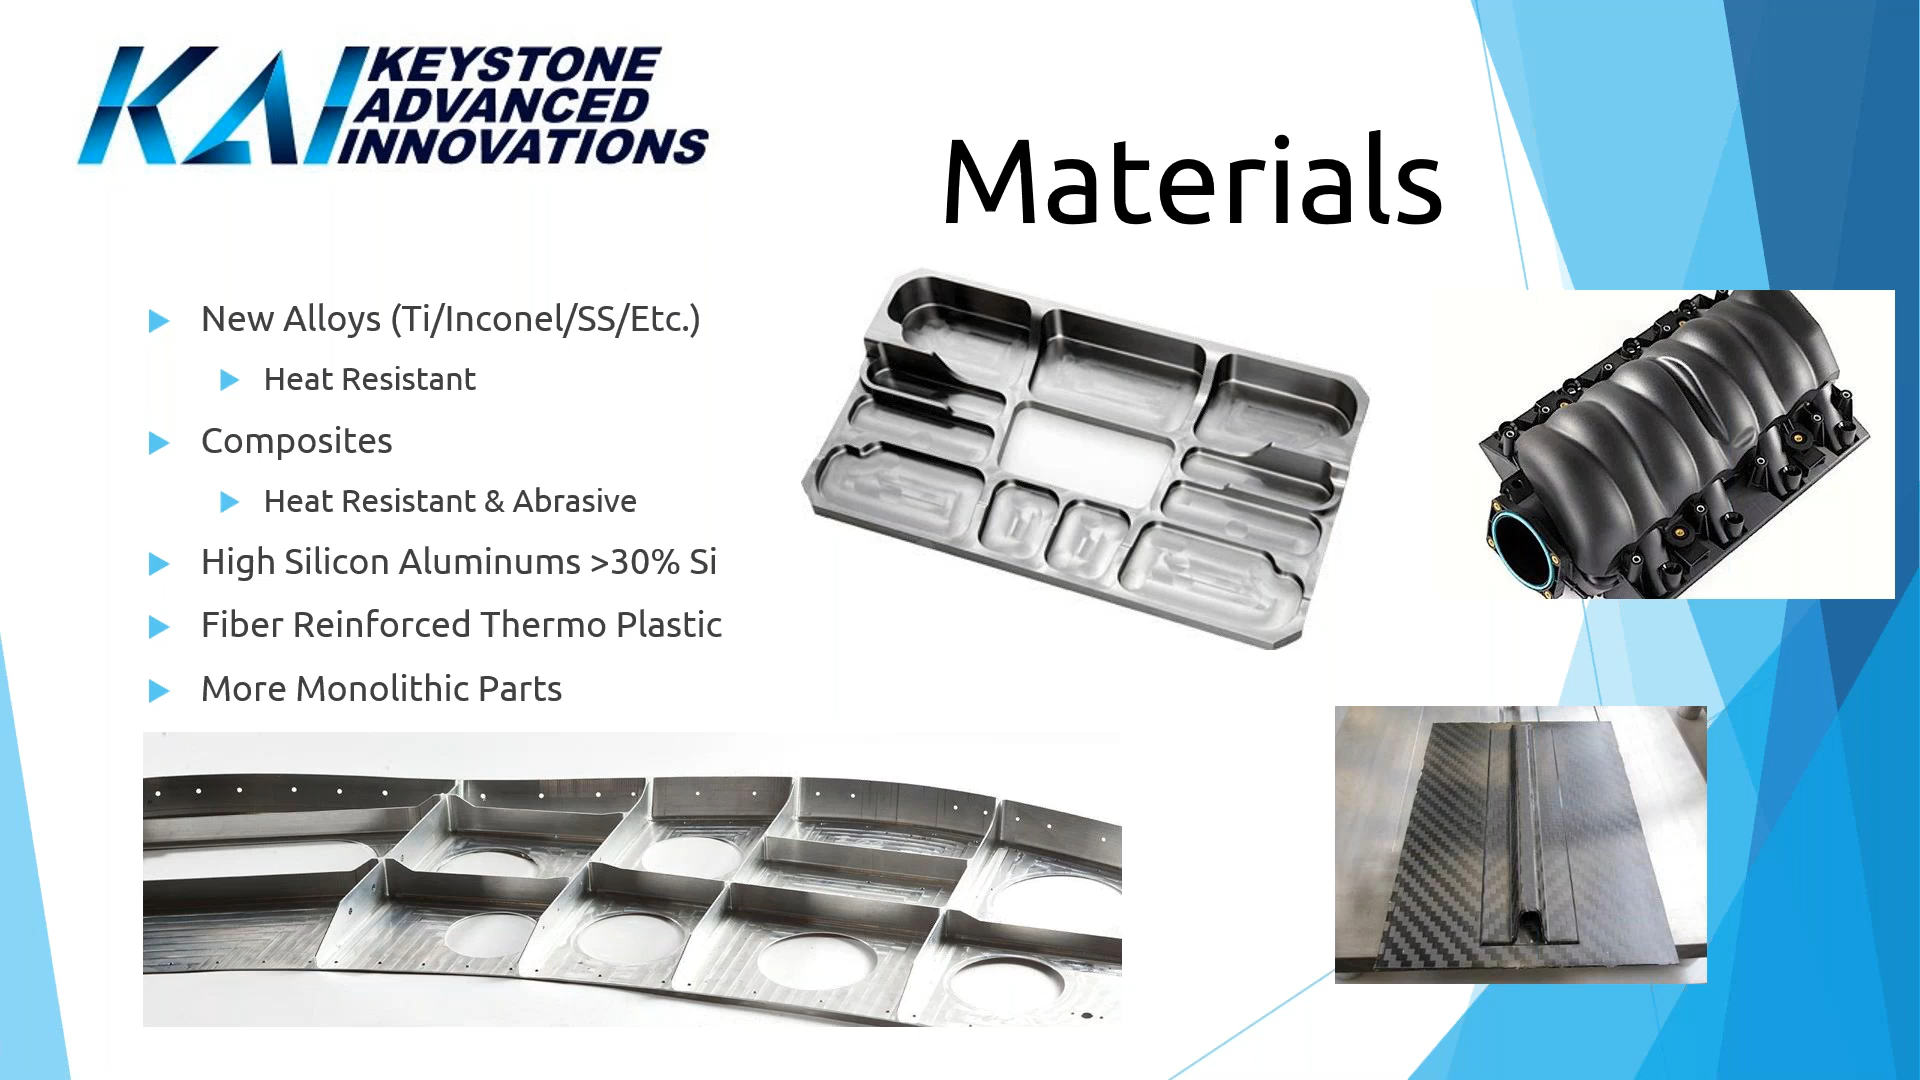 KAI
KEYSTONE
ADVANCED
INNOVATIONS
Materials
New Alloys (Ti/Inconel/SS/Etc.)
Heat Resistant
Composites
Heat Resistant & Abrasive
High Silicon Aluminums >30% Si
Fiber Reinforced Thermo Plastic
More Monolithic Parts